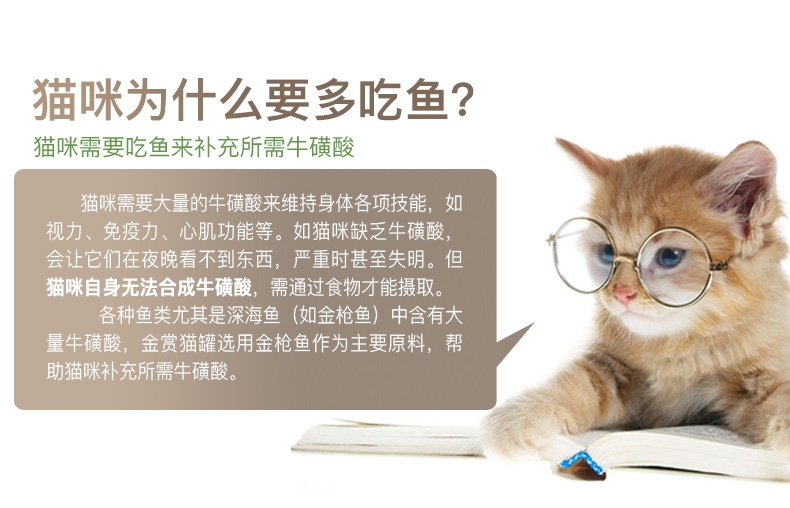 猫咪为什么要多吃鱼？
猫咪需要吃鱼来补充所需牛磺酸
猫咪需要大量的牛磺酸来维持身体各项技能，如
视力、免疫力、心肌功能等。如猫咪缺乏牛磺酸，
会让它们在夜晚看不到东西，严重时甚至失明。但
猫咪自身无法合成牛磺酸，需通过食物才能摄取。
各种鱼类尤其是深海鱼（如金枪鱼）中含有大
量牛磺酸，金赏猫罐选用金枪鱼作为主要原料，帮
助猫咪补充所需牛磺酸。